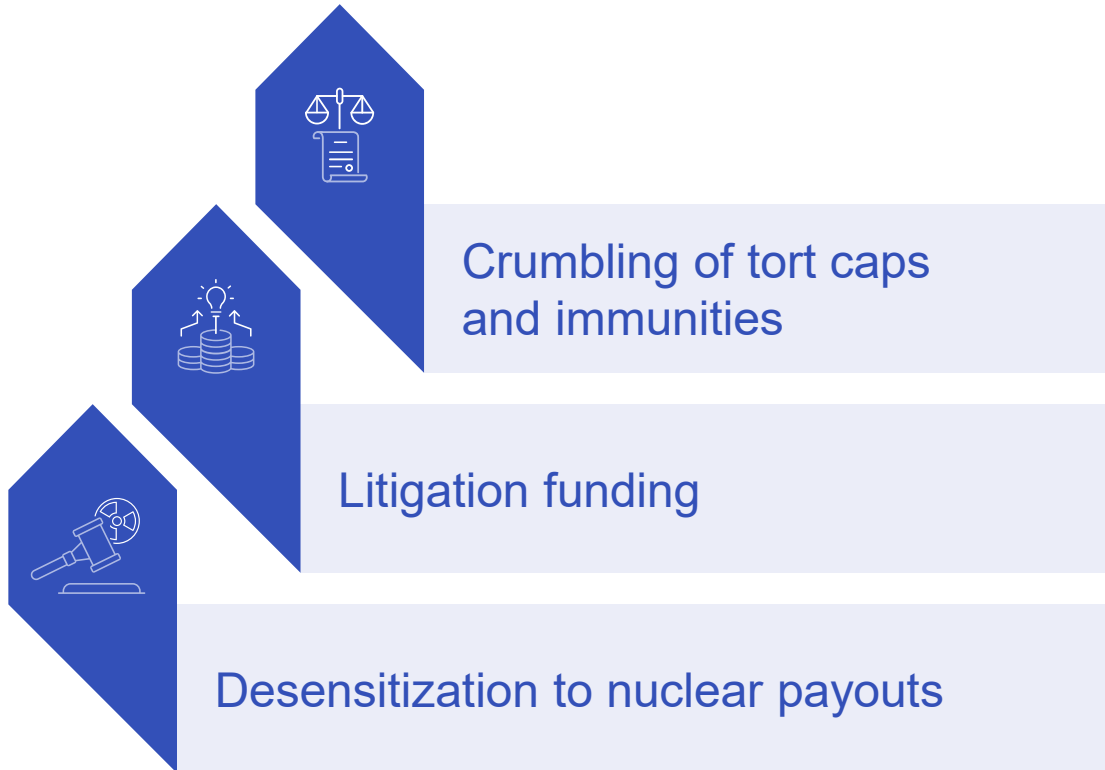 Crumbling of tort caps
and immunities
Litigation funding
Desensitization to nuclear payouts